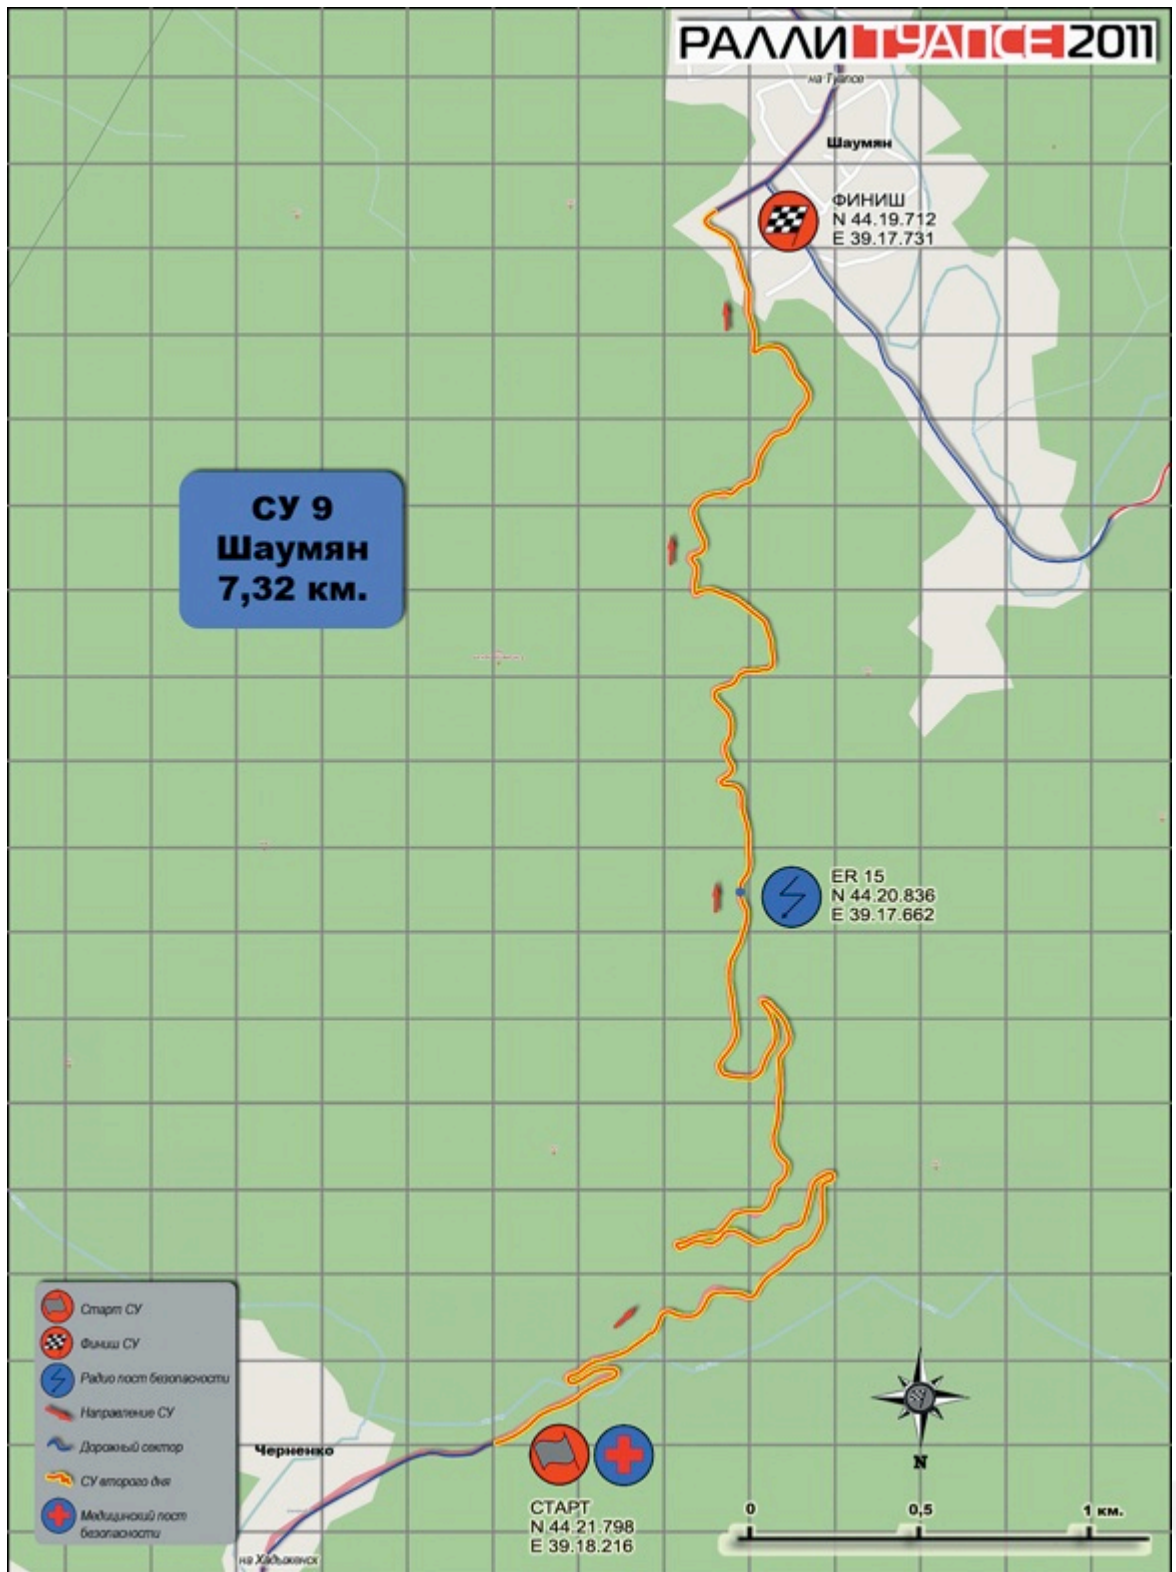 РАЛЛИ ТУАПСЕ 2011
на Туапсе
Шаумян
ФИНИШ
N 44.19.712
E 39.17.731
СУ 9
Шаумян
7,32 км.
ER 15
N 44.20.836
E 39.17.662
Старт СУ
Финиш СУ
Радио пост безопасности
Направление СУ
Дорожный сектор
СУ второго дня
Медицинский пост
безопасности
Черненко
на Хадыженск
СТАРТ
N 44.21.798
E 39.18.216
N
0 0,5 1 км.